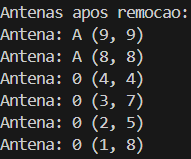 Antenas apos remocao:
Antena: A (9, 9)
Antena: A (8, 8)
Antena: 0 (4, 4)
Antena: 0 (3, 7)
Antena: 0 (2, 5)
Antena: 0 (1, 8)